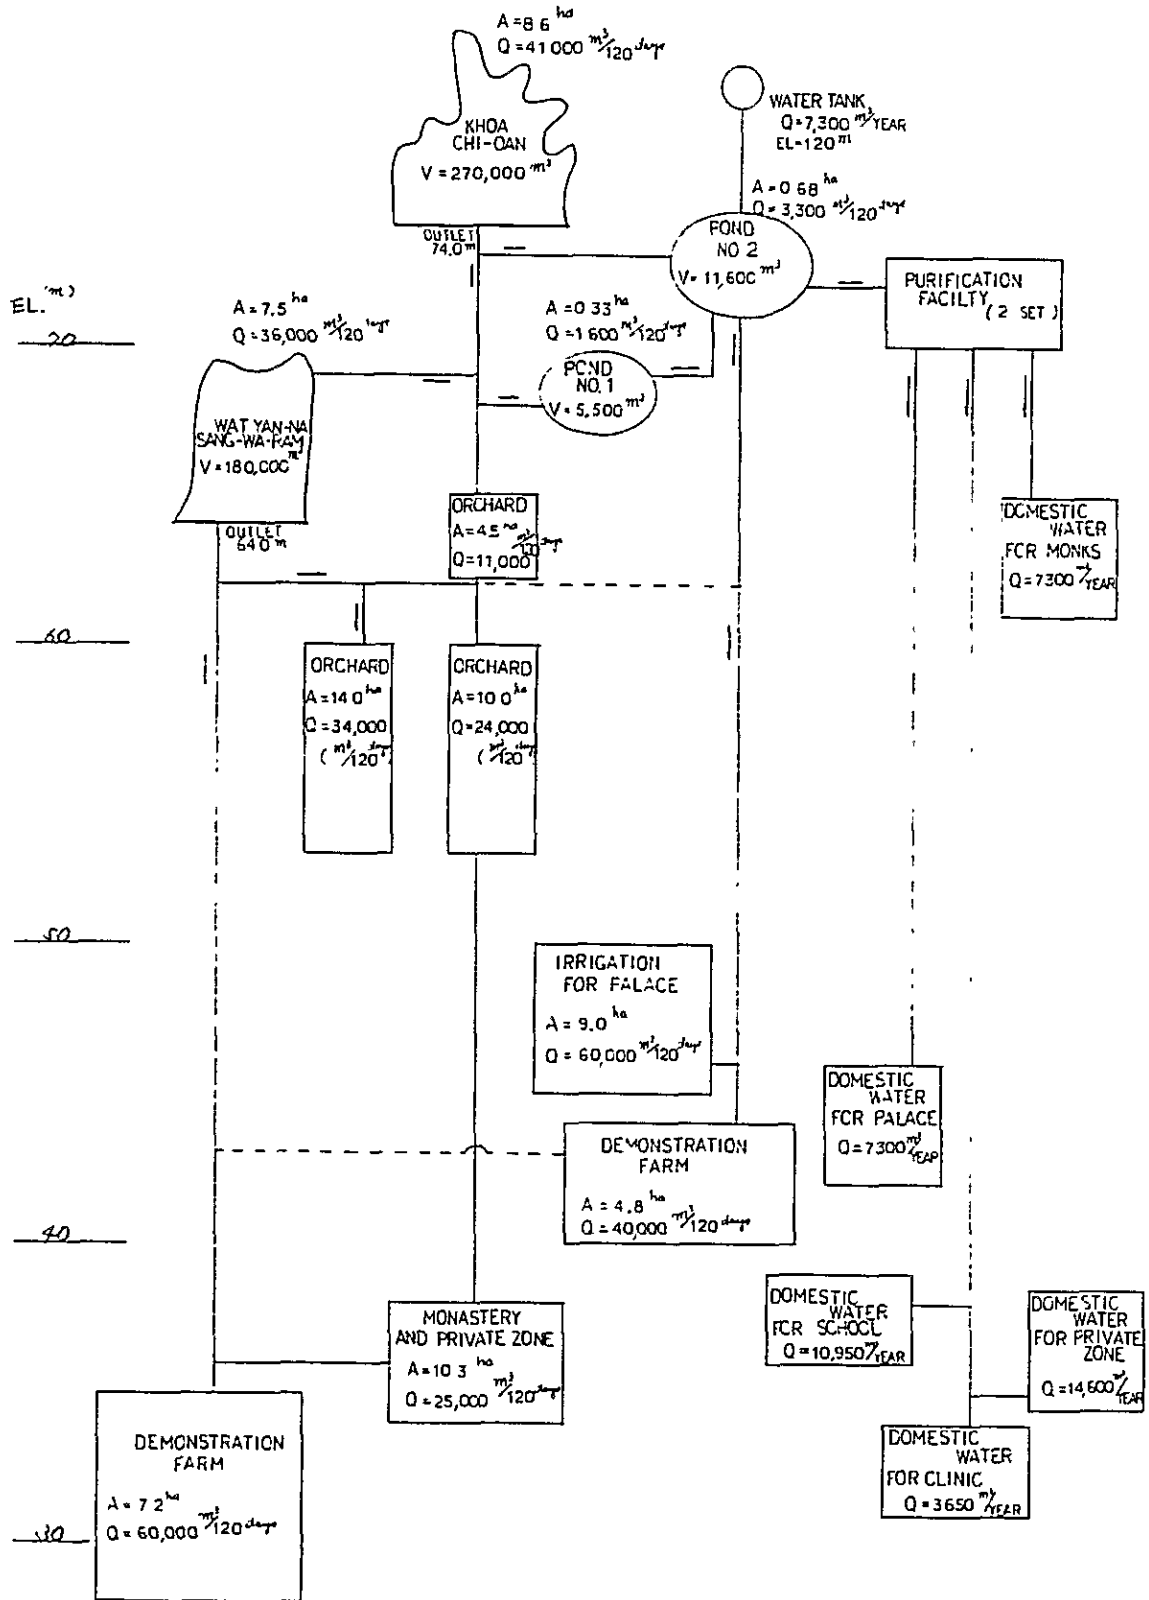 A=8.6 ha
Q=41000 m³/120 days
KHOA
CHI-OAN
V=270,000 m³
OUTLET
74.0 m
WATER TANK
Q=7,300 m³/YEAR
EL=120 m
A=0.68 ha
Q=3,300 m³/120 days
POND
NO 2
V=11,600 m³
PURIFICATION
FACILTY
(2 SET)
EL. (m)
20
A=7.5 ha
Q=36,000 m³/120 days
A=0.33 ha
Q=1600 m³/120 days
POND
NO.1
V=5,500 m³
WAT YAN-NA
SANG-WA-RAM
V=180,000 m³
OUTLET
64.0 m
ORCHARD
A=4.5 ha
Q=11,000 m³/120 days
DOMESTIC
WATER
FOR MONKS
Q=7300 m³/YEAR
60
ORCHARD
A=14.0 ha
Q=34,000
(m³/120 days
ORCHARD
A=10.0 ha
Q=24,000
(m³/120 days
50
IRRIGATION
FOR PALACE
A=9.0 ha
Q=60,000 m³/120 days
DOMESTIC
WATER
FOR PALACE
Q=7300 m³/YEAR
DEMONSTRATION
FARM
A=4.8 ha
Q=40,000 m³/120 days
40
MONASTERY
AND PRIVATE ZONE
A=10.3 ha
Q=25,000 m³/120 days
DOMESTIC
WATER
FOR SCHOOL
Q=10,950 m³/YEAR
DOMESTIC
WATER
FOR PRIVATE
ZONE
Q=14,600 m³/YEAR
DEMONSTRATION
FARM
A=7.2 ha
Q=60,000 m³/120 days
DOMESTIC
WATER
FOR CLINIC
Q=3650 m³/YEAR
30